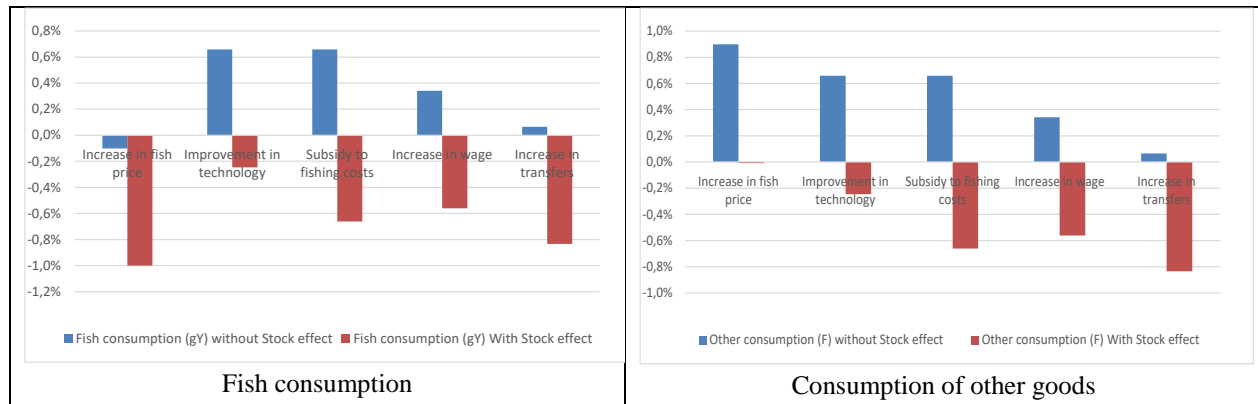 0,8%
0,6%
0,4%
0,2%
0,0%
-0,2%
-0,4%
-0,6%
-0,8%
-1,0%
-1,2%
Increase in fish price
Improvement in technology
Subsidy to fishing costs
Increase in wage
Increase in transfers
Fish consumption (gY) without Stock effect
Fish consumption (gY) With Stock effect
Fish consumption
1,0%
0,8%
0,6%
0,4%
0,2%
0,0%
-0,2%
-0,4%
-0,6%
-0,8%
-1,0%
Increase in fish price
Improvement in technology
Subsidy to fishing costs
Increase in wage
Increase in transfers
Other consumption (F) without Stock effect
Other consumption (F) With Stock effect
Consumption of other goods